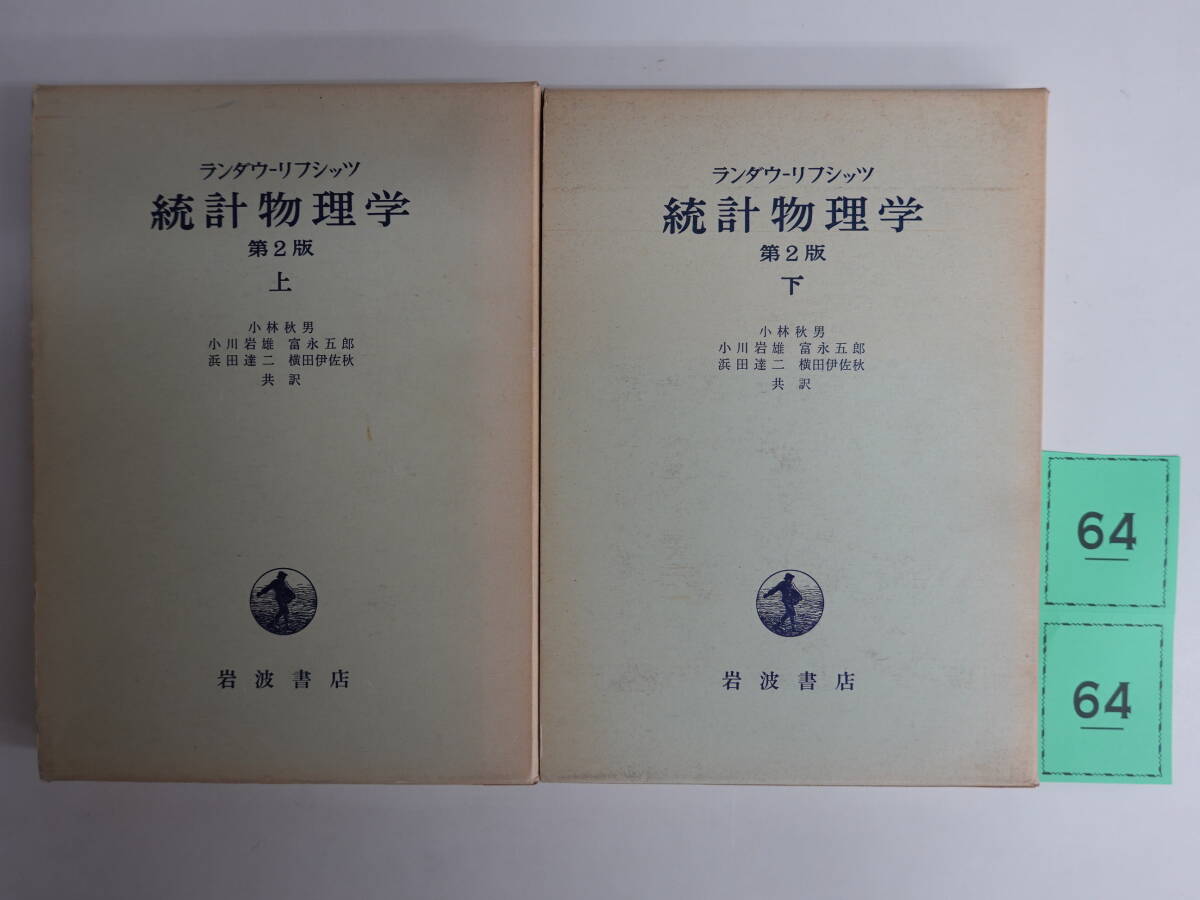 ランダウ-リフシッツ
統計物理学
第2版
上
小林秋男
小川岩雄 富永五郎
浜田達二 横田伊佐秋
共訳
岩波書店
ランダウ-リフシッツ
統計物理学
第2版
下
小林秋男
小川岩雄 富永五郎
浜田達二 横田伊佐秋
共訳
岩波書店
64
64